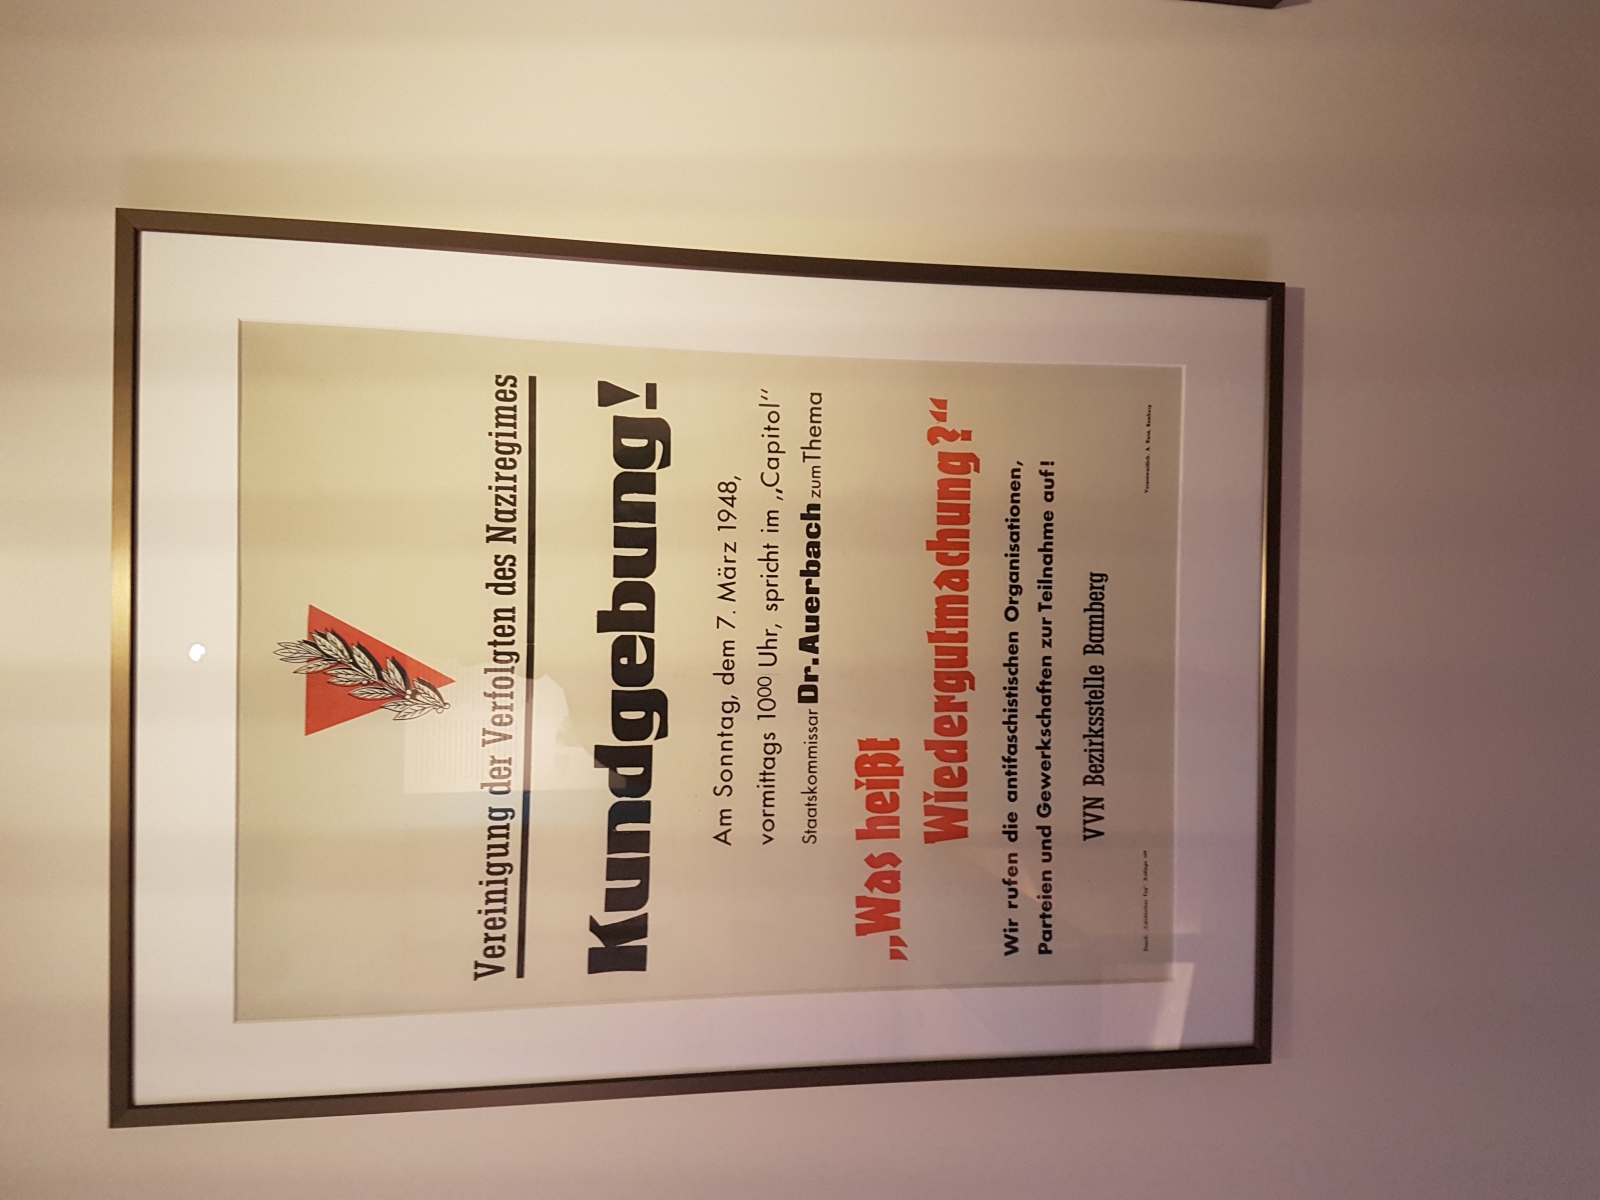 Vereinigung der Verfolgten des Naziregimes
Kundgebung!
Am Sonntag, dem 7. März 1948,
vormittags 10⁰⁰ Uhr, spricht im „Capitol“
Staatskommissar Dr. Auerbach zum Thema
„Was heißt
Wiedergutmachung?“
Wir rufen die antifaschistischen Organisationen,
Parteien und Gewerkschaften zur Teilnahme auf!
VVN Bezirksstelle Bamberg